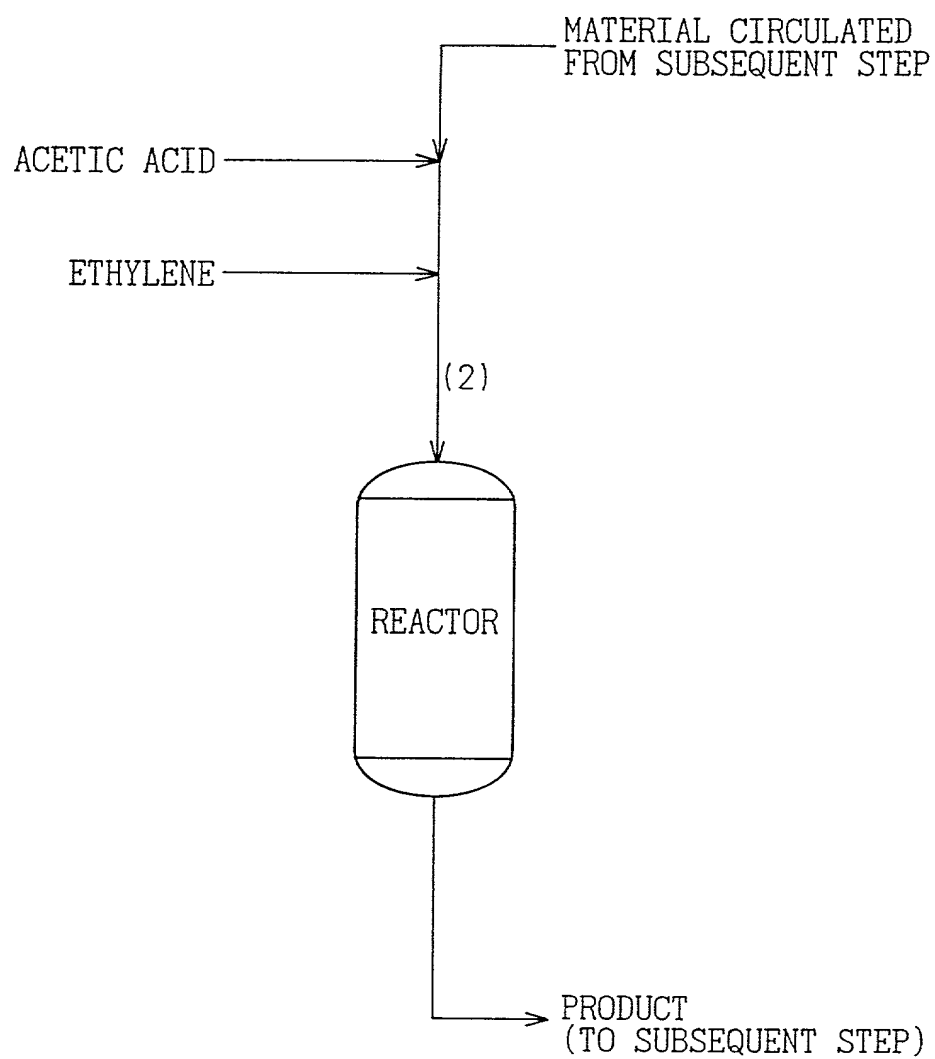 MATERIAL CIRCULATED
FROM SUBSEQUENT STEP
ACETIC ACID
ETHYLENE
(2)
REACTOR
PRODUCT
(TO SUBSEQUENT STEP)